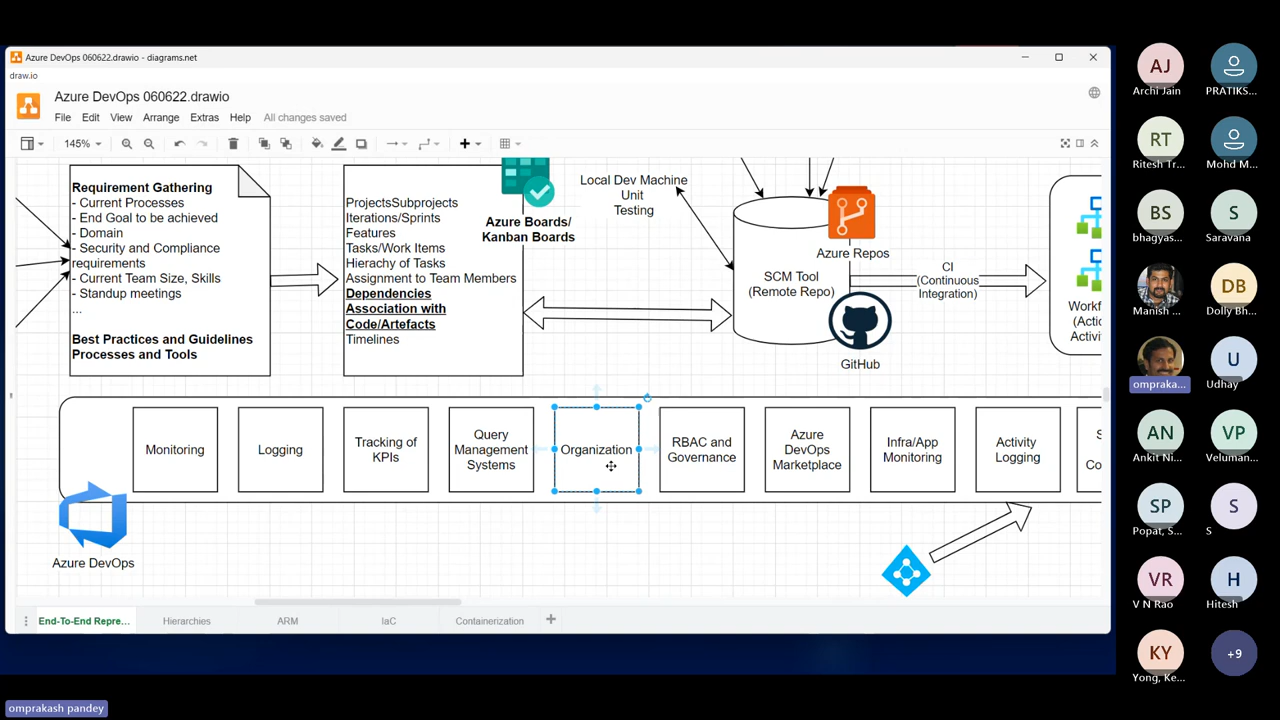 Azure DevOps 060622.drawio - diagrams.net
draw.io
Azure DevOps 060622.drawio
File Edit View Arrange Extras Help All changes saved
145%
Requirement Gathering
- Current Processes
- End Goal to be achieved
- Domain
- Security and Compliance
requirements
- Current Team Size, Skills
- Standup meetings
...
Best Practices and Guidelines
Processes and Tools
ProjectsSubprojects
Iterations/Sprints
Features
Tasks/Work Items
Hierachy of Tasks
Assignment to Team Members
Dependencies
Association with
Code/Artefacts
Timelines
Azure Boards/
Kanban Boards
Local Dev Machine
Unit
Testing
SCM Tool
(Remote Repo)
Azure Repos
GitHub
CI
(Continuous
Integration)
Workf
(Actio
Activit
Monitoring
Logging
Tracking of
KPIs
Query
Management
Systems
Organization
RBAC and
Governance
Azure
DevOps
Marketplace
Infra/App
Monitoring
Activity
Logging
S
Co
Azure DevOps
End-To-End Repre... Hierarchies ARM IaC Containerization
AJ
Archi Jain
PRATIKS...
RT
Ritesh Tr...
Mohd M...
BS
bhagyas...
S
Saravana
Manish ...
DB
Dolly Bh...
ompraka...
U
Udhay
AN
Ankit Ni...
VP
Veluman...
SP
Popat, S...
S
S
VR
V N Rao
H
Hitesh
KY
Yong, Ke...
+9
omprakash pandey